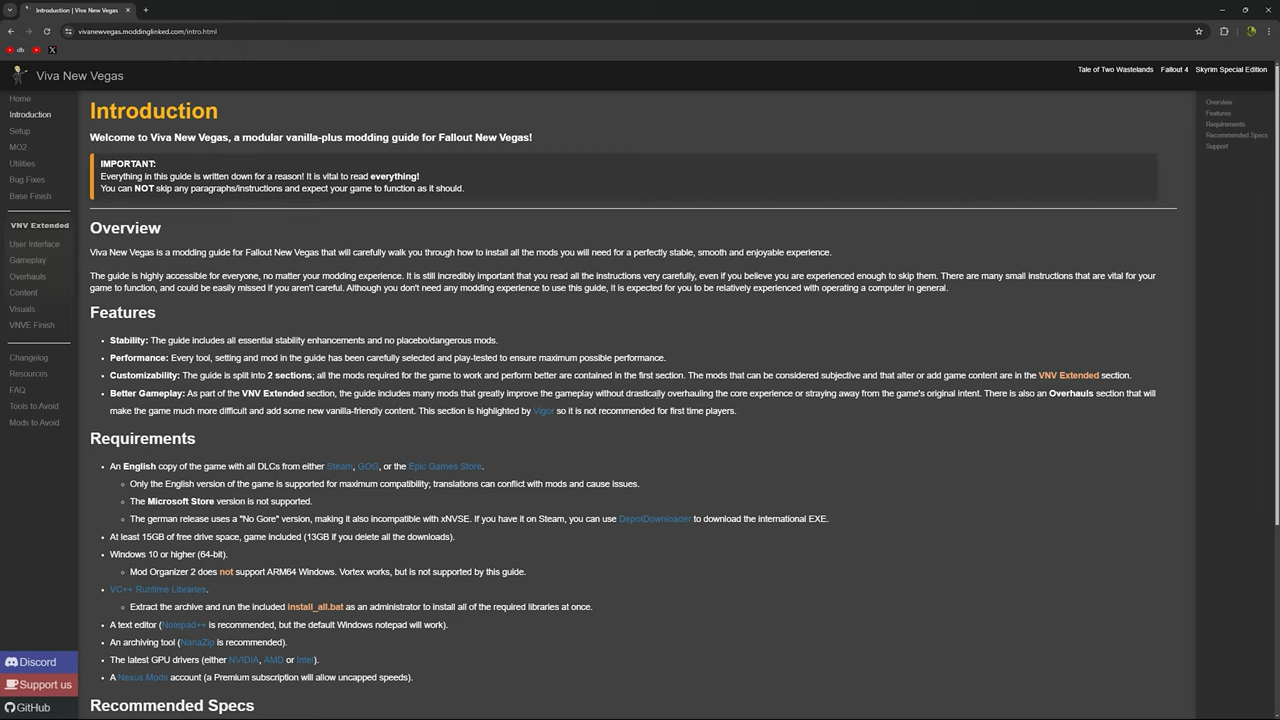 Introduction | Viva New Vegas
vivanewvegas.moddinglinked.com/intro.html
db
Viva New Vegas
Tale of Two Wastelands
Fallout 4
Skyrim Special Edition
Home
Introduction
Setup
MO2
Utilities
Bug Fixes
Base Finish
VNV Extended
User Interface
Gameplay
Overhauls
Content
Visuals
VNVE Finish
Changelog
Resources
FAQ
Tools to Avoid
Mods to Avoid
Discord
Support us
GitHub
Introduction
Welcome to Viva New Vegas, a modular vanilla-plus modding guide for Fallout New Vegas!
IMPORTANT:
Everything in this guide is written down for a reason! It is vital to read everything!
You can NOT skip any paragraphs/instructions and expect your game to function as it should.
Overview
Viva New Vegas is a modding guide for Fallout New Vegas that will carefully walk you through how to install all the mods you will need for a perfectly stable, smooth and enjoyable experience.
The guide is highly accessible for everyone, no matter your modding experience. It is still incredibly important that you read all the instructions very carefully, even if you believe you are experienced enough to skip them. There are many small instructions that are vital for your
game to function, and could be easily missed if you aren't careful. Although you don't need any modding experience to use this guide, it is expected for you to be relatively experienced with operating a computer in general.
Features
• Stability: The guide includes all essential stability enhancements and no placebo/dangerous mods.
• Performance: Every tool, setting and mod in the guide has been carefully selected and play-tested to ensure maximum possible performance.
• Customizability: The guide is split into 2 sections; all the mods required for the game to work and perform better are contained in the first section. The mods that can be considered subjective and that alter or add game content are in the VNV Extended section.
• Better Gameplay: As part of the VNV Extended section, the guide includes many mods that greatly improve the gameplay without drastically overhauling the core experience or straying away from the game's original intent. There is also an Overhauls section that will
make the game much more difficult and add some new vanilla-friendly content. This section is highlighted by Vigor so it is not recommended for first time players.
Requirements
• An English copy of the game with all DLCs from either Steam, GOG, or the Epic Games Store.
Only the English version of the game is supported for maximum compatibility; translations can conflict with mods and cause issues.
The Microsoft Store version is not supported.
The german release uses a "No Gore" version, making it also incompatible with xNVSE. If you have it on Steam, you can use DepotDownloader to download the international EXE.
• At least 15GB of free drive space, game included (13GB if you delete all the downloads).
• Windows 10 or higher (64-bit).
Mod Organizer 2 does not support ARM64 Windows. Vortex works, but is not supported by this guide.
• VC++ Runtime Libraries.
Extract the archive and run the included install_all.bat as an administrator to install all of the required libraries at once.
• A text editor (Notepad++ is recommended, but the default Windows notepad will work).
• An archiving tool (NanaZip is recommended).
• The latest GPU drivers (either NVIDIA, AMD or Intel).
• A Nexus Mods account (a Premium subscription will allow uncapped speeds).
Recommended Specs
Overview
Features
Requirements
Recommended Specs
Support